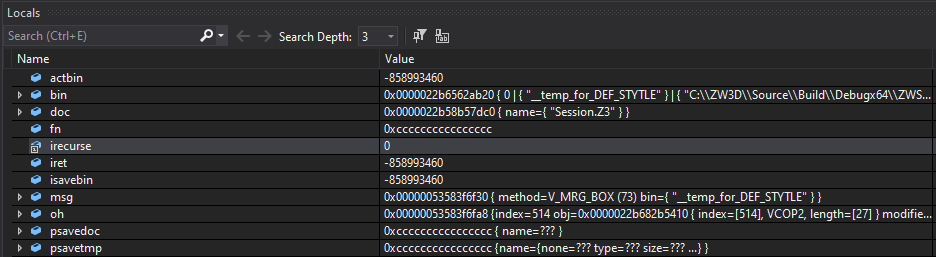 Locals
Search (Ctrl+E) Search Depth: 3
Name Value
actbin -858993460
bin 0x0000022b6562ab20 { 0 | { "__temp_for_DEF_STYTLE" } | { "C:\\ZW3D\\Source\\Build\\Debugx64\\ZWS...
doc 0x0000022b58b57dc0 { name={ "Session.Z3" } }
fn 0xcccccccccccccccc
irecurse 0
iret -858993460
isavebin -858993460
msg 0x00000053583f6f30 { method=V_MRG_BOX (73) bin={ "__temp_for_DEF_STYTLE" } }
oh 0x00000053583f6fa8 {index=514 obj=0x0000022b682b5410 { index=[514], VCOP2, length=[27] } modifie...
psavedoc 0xcccccccccccccccc { name=??? }
psavetmp 0xcccccccccccccccc {name={none=??? type=??? size=??? ...} }